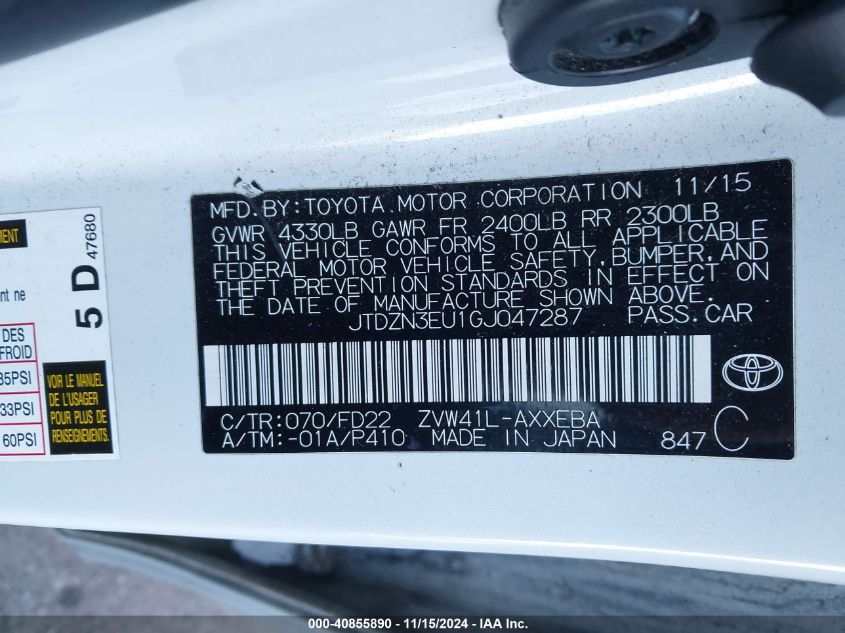 MFD.BY:TOYOTA MOTOR CORPORATION 11/15
GVWR 4330LB GAWR FR 2400LB RR 2300LB
THIS VEHICLE CONFORMS TO ALL APPLICABLE
FEDERAL MOTOR VEHICLE SAFETY,BUMPER,AND
THEFT PREVENTION STANDARDS IN EFFECT ON
THE DATE OF MANUFACTURE SHOWN ABOVE.
JTDZN3EU1GJ047287 PASS.CAR
C/TR:070/FD22 ZVW41L-AXXEBA
A/TM:-01A/P410 MADE IN JAPAN 847 C
5 D 47680
ent ne
DES
FROID
35PSI
33PSI
60PSI
VOIR LE MANUEL
DE L'USAGER
POUR PLUS DE
RENSEIGNEMENTS.
000-40855890 - 11/15/2024 - IAA Inc.